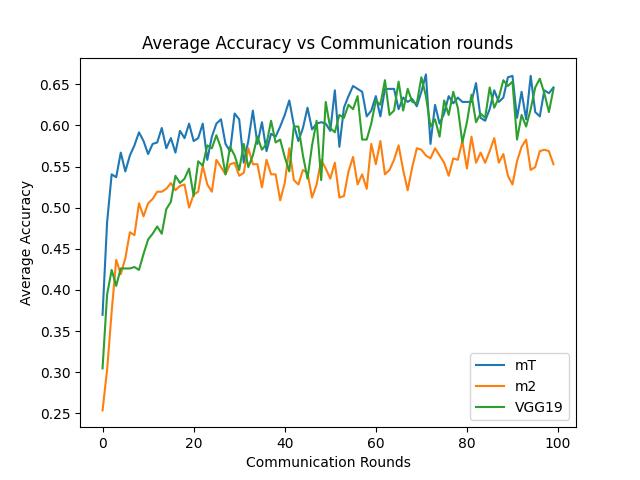 Average Accuracy vs Communication rounds
Average Accuracy
0.65
0.60
0.55
0.50
0.45
0.40
0.35
0.30
0.25
0 20 40 60 80 100
Communication Rounds
mT
m2
VGG19